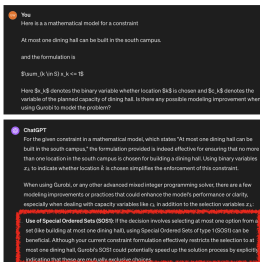 You
Here is a a mathematical model for a constraint
At most one dining hall can be built in the south campus.
and the formulation is
$\sum_{k \in S} x_k <= 1$
Here $x_k$ denotes the binary variable whether location $k$ is chosen and $c_k$ denotes the
variable of the planned capacity of dining hall. Is there any possible modeling improvement when
using Gurobi to model the problem?
ChatGPT
For the given constraint in a mathematical model, which states "At most one dining hall can be
built in the south campus," the formulation provided is indeed effective for ensuring that no more
than one location in the south campus is chosen for building a dining hall. Using binary variables
x_k to indicate whether location k is chosen simplifies the enforcement of this constraint.
When using Gurobi, or any other advanced mixed integer programming solver, there are a few
modeling improvements or practices that could enhance the model's performance or clarity,
especially when dealing with capacity variables like c_k in addition to the selection variables x_k:
Use of Special Ordered Sets (SOS1): If the decision involves selecting at most one option from a
set (like building at most one dining hall), using Special Ordered Sets of type 1 (SOS1) can be
beneficial. Although your current constraint formulation effectively restricts the selection to at
most one dining hall, Gurobi's SOS1 could potentially speed up the solution process by explicitly
indicating that these are mutually exclusive choices.